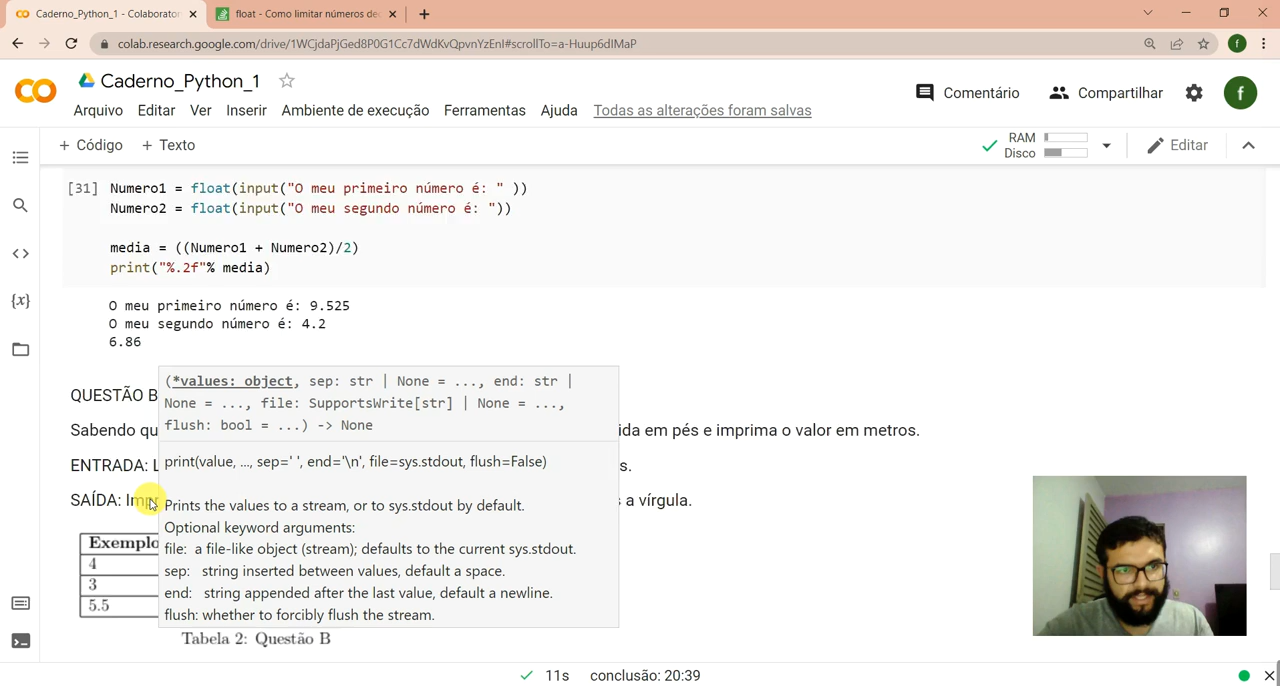 Caderno_Python_1 - Colaborator
float - Como limitar números de
colab.research.google.com/drive/1WCjdaPjGed8P0G1Cc7dWdKvQpvnYzEnI#scrollTo=a-Huup6dIMaP
f
CO
Caderno_Python_1
Arquivo Editar Ver Inserir Ambiente de execução Ferramentas Ajuda Todas as alterações foram salvas
Comentário
Compartilhar
f
+ Código + Texto
RAM
Disco
Editar
[31] Numero1 = float(input("O meu primeiro número é: " ))
Numero2 = float(input("O meu segundo número é: "))
media = ((Numero1 + Numero2)/2)
print("%.2f"% media)
{x}
O meu primeiro número é: 9.525
O meu segundo número é: 4.2
6.86
(*values: object, sep: str | None = ..., end: str |
None = ..., file: SupportsWrite[str] | None = ...,
flush: bool = ...) -> None
print(value, ..., sep=' ', end='\n', file=sys.stdout, flush=False)
Prints the values to a stream, or to sys.stdout by default.
Optional keyword arguments:
file: a file-like object (stream); defaults to the current sys.stdout.
sep: string inserted between values, default a space.
end: string appended after the last value, default a newline.
flush: whether to forcibly flush the stream.
QUESTÃO B
Sabendo qu ida em pés e imprima o valor em metros.
ENTRADA: L s.
SAÍDA: Imp s a vírgula.
Exemplo
4
3
5.5
Tabela 2: Questão B
11s conclusão: 20:39